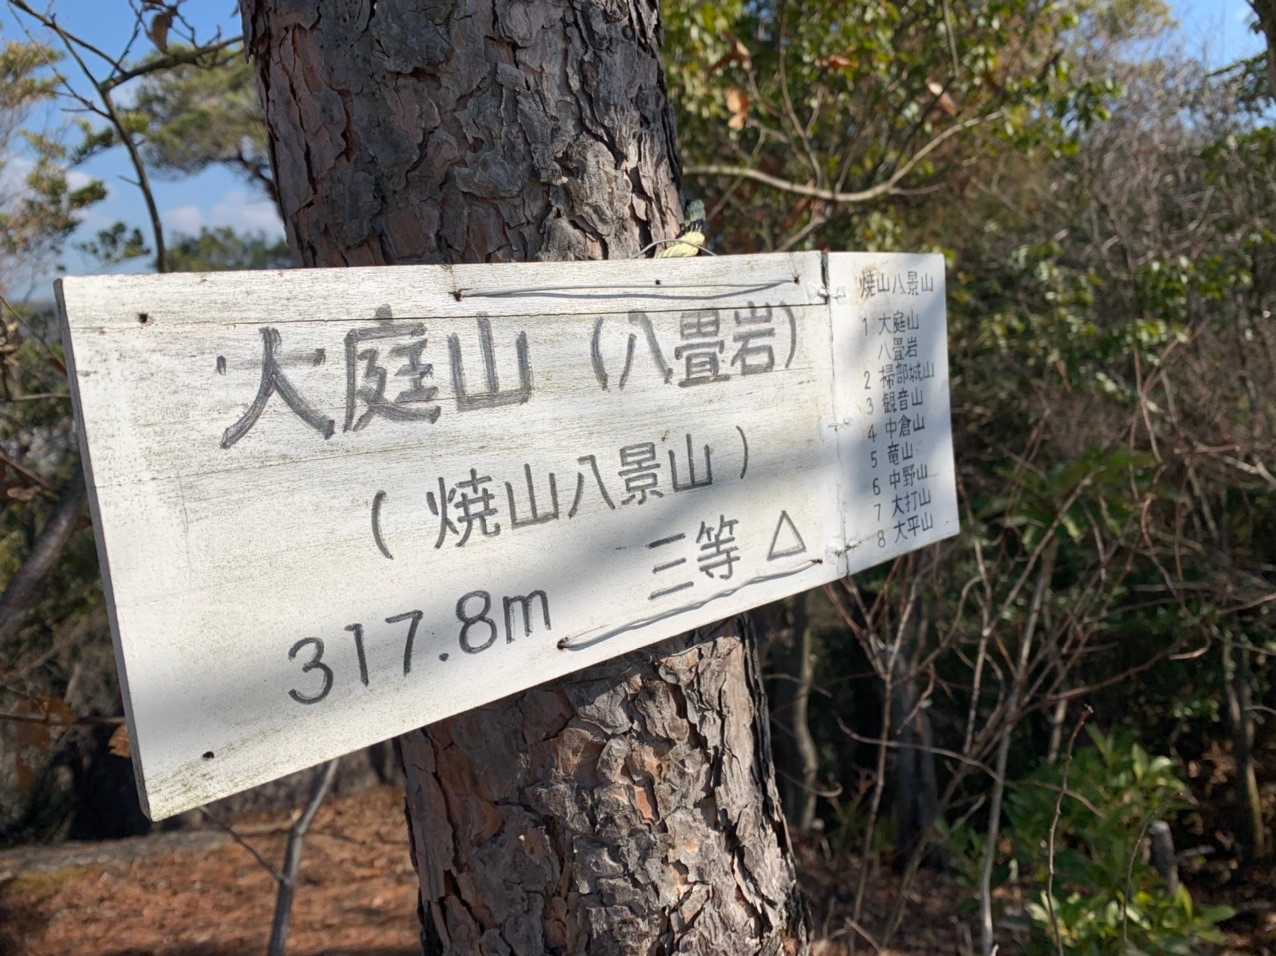 大庭山(八畳岩)
(焼山八景山)
317.8m 三等△
焼山八景山
1 大庭山
八畳岩
2 掃部城山
3 観音山
4 中倉山
5 竜山
6 中野山
7 大打山
8 大平山